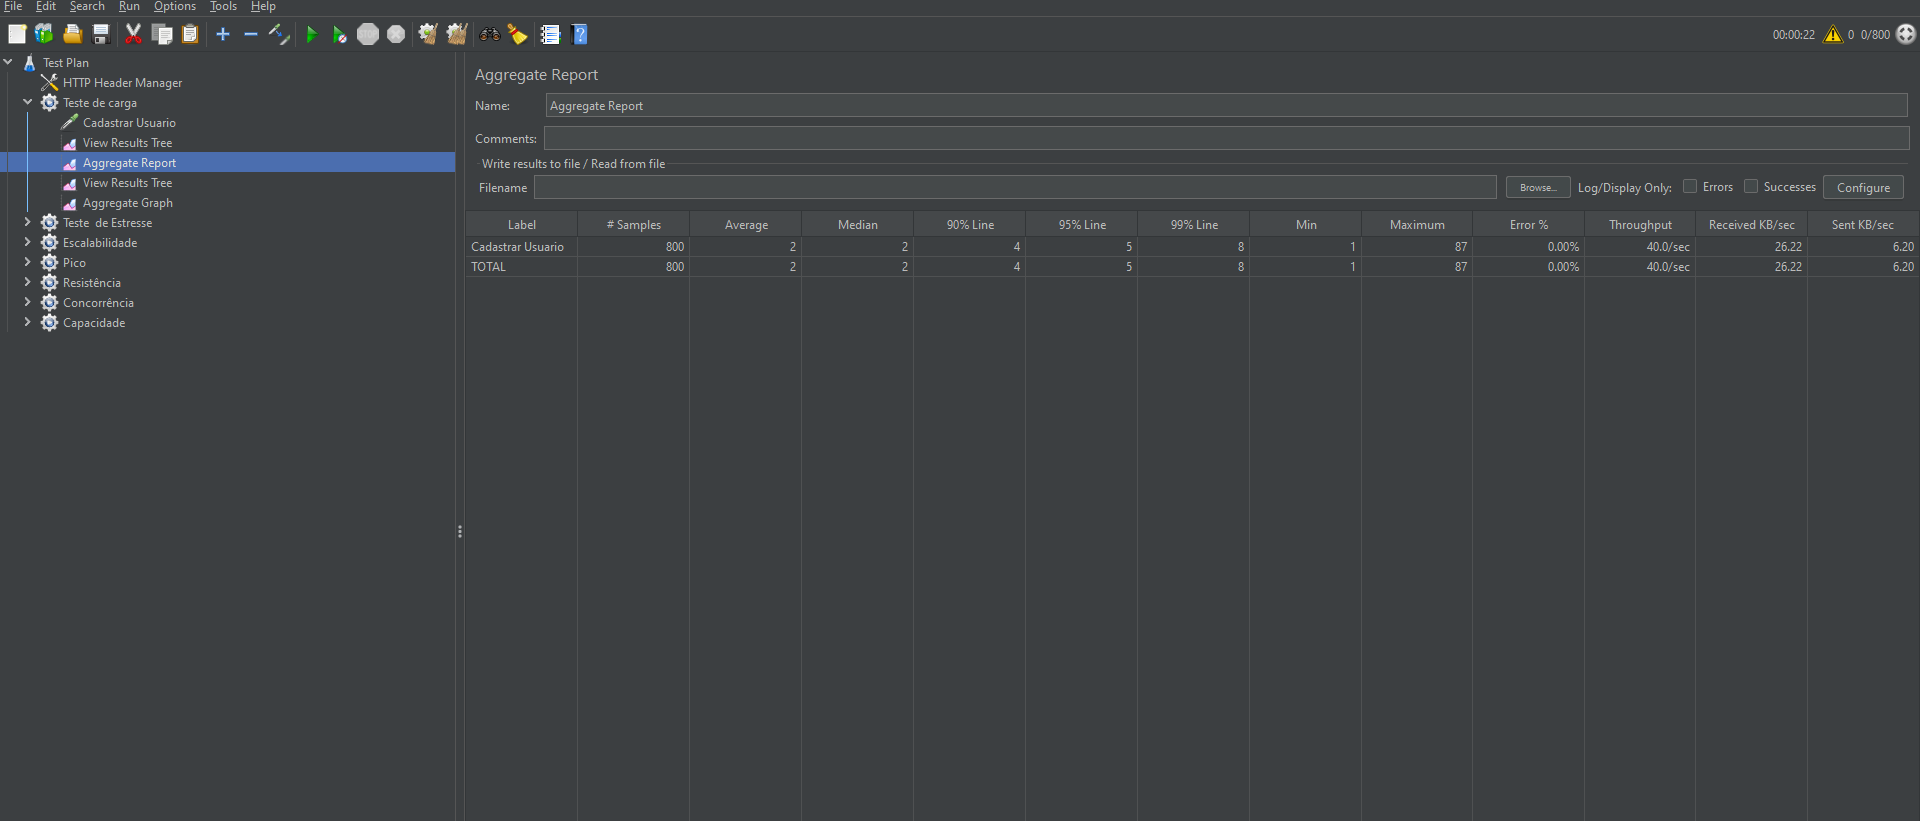 File Edit Search Run Options Tools Help
STOP
00:00:22 0 0/800
Test Plan
HTTP Header Manager
Teste de carga
Cadastrar Usuario
View Results Tree
Aggregate Report
View Results Tree
Aggregate Graph
Teste de Estresse
Escalabilidade
Pico
Resisténcia
Concorrência
Capacidade
Aggregate Report
Name: Aggregate Report
Comments:
Write results to file / Read from file
Filename Browse... Log/Display Only: Errors Successes Configure
Label # Samples Average Median 90% Line 95% Line 99% Line Min Maximum Error % Throughput Received KB/sec Sent KB/sec
Cadastrar Usuario 800 2 2 4 5 8 1 87 0.00% 40.0/sec 26.22 6.20
TOTAL 800 2 2 4 5 8 1 87 0.00% 40.0/sec 26.22 6.20